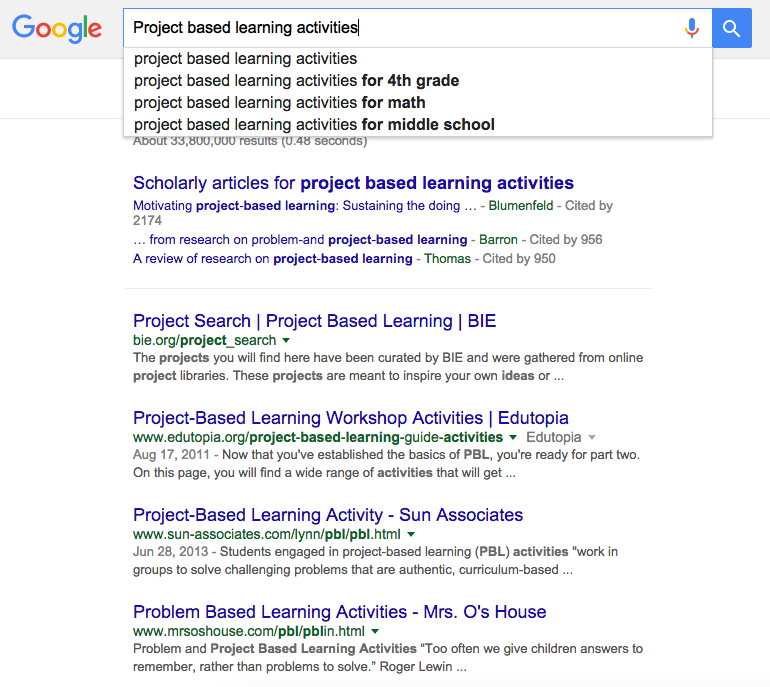 Google
Project based learning activities
project based learning activities
project based learning activities for 4th grade
project based learning activities for math
project based learning activities for middle school
About 33,800,000 results (0.48 seconds)
Scholarly articles for project based learning activities
Motivating project-based learning: Sustaining the doing … - Blumenfeld - Cited by
2174
… from research on problem-and project-based learning - Barron - Cited by 956
A review of research on project-based learning - Thomas - Cited by 950
Project Search | Project Based Learning | BIE
bie.org/project_search
The projects you will find here have been curated by BIE and were gathered from online
project libraries. These projects are meant to inspire your own ideas or ...
Project-Based Learning Workshop Activities | Edutopia
www.edutopia.org/project-based-learning-guide-activities Edutopia
Aug 17, 2011 - Now that you've established the basics of PBL, you're ready for part two.
On this page, you will find a wide range of activities that will get ...
Project-Based Learning Activity - Sun Associates
www.sun-associates.com/lynn/pbl/pbl.html
Jun 28, 2013 - Students engaged in project-based learning (PBL) activities "work in
groups to solve challenging problems that are authentic, curriculum-based ...
Problem Based Learning Activities - Mrs. O's House
www.mrsoshouse.com/pbl/pblin.html
Problem and Project Based Learning Activities “Too often we give children answers to
remember, rather than problems to solve.” Roger Lewin ...